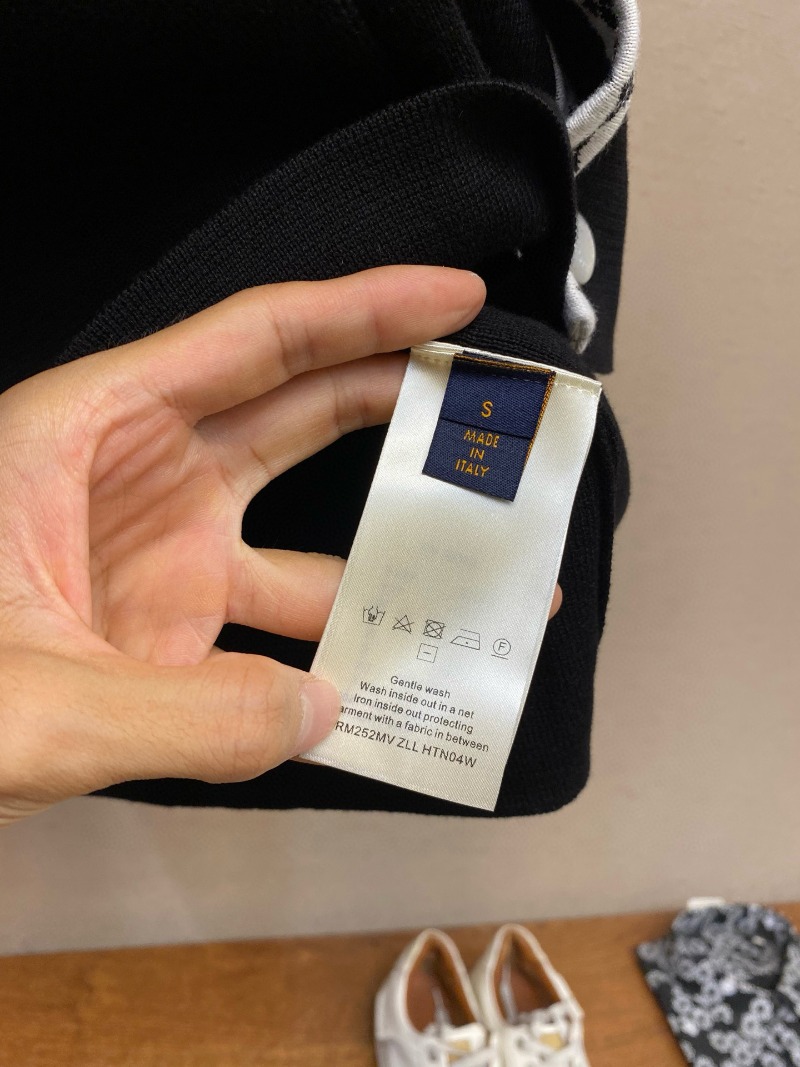 S
MADE
IN
ITALY
F
Gentle wash
Wash inside out in a net
Iron inside out protecting
arment with a fabric in between
RM252MV ZLL HTN04W